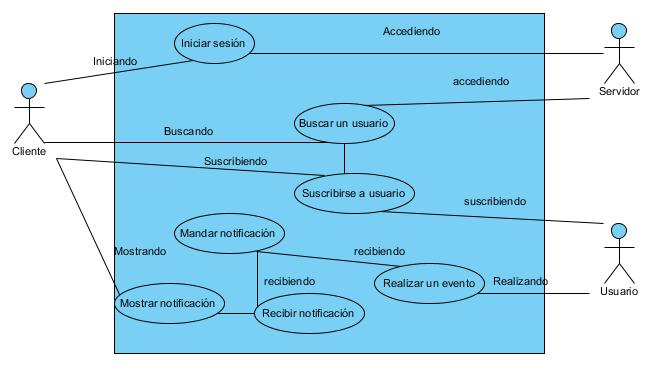 Accediendo
Iniciar sesión
Iniciando
accediendo
Servidor
Buscar un usuario
Buscando
Cliente
Suscribiendo
Suscribirse a usuario
suscribiendo
Mandar notificación
Mostrando
recibiendo
recibiendo
Realizar un evento
Realizando
Usuario
Mostrar notificación
Recibir notificación